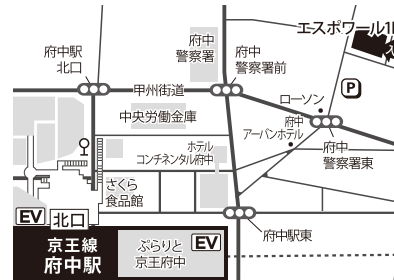 エスポワール1F
府中駅
北口
府中
警察署
府中
警察署前
P
甲州街道
ローソン
中央労働金庫
府中
アーバンホテル
府中
警察署東
ホテル
コンチネンタル府中
さくら
食品館
EV
北口
府中駅東
京王線
府中駅
ぷらりと
京王府中
EV